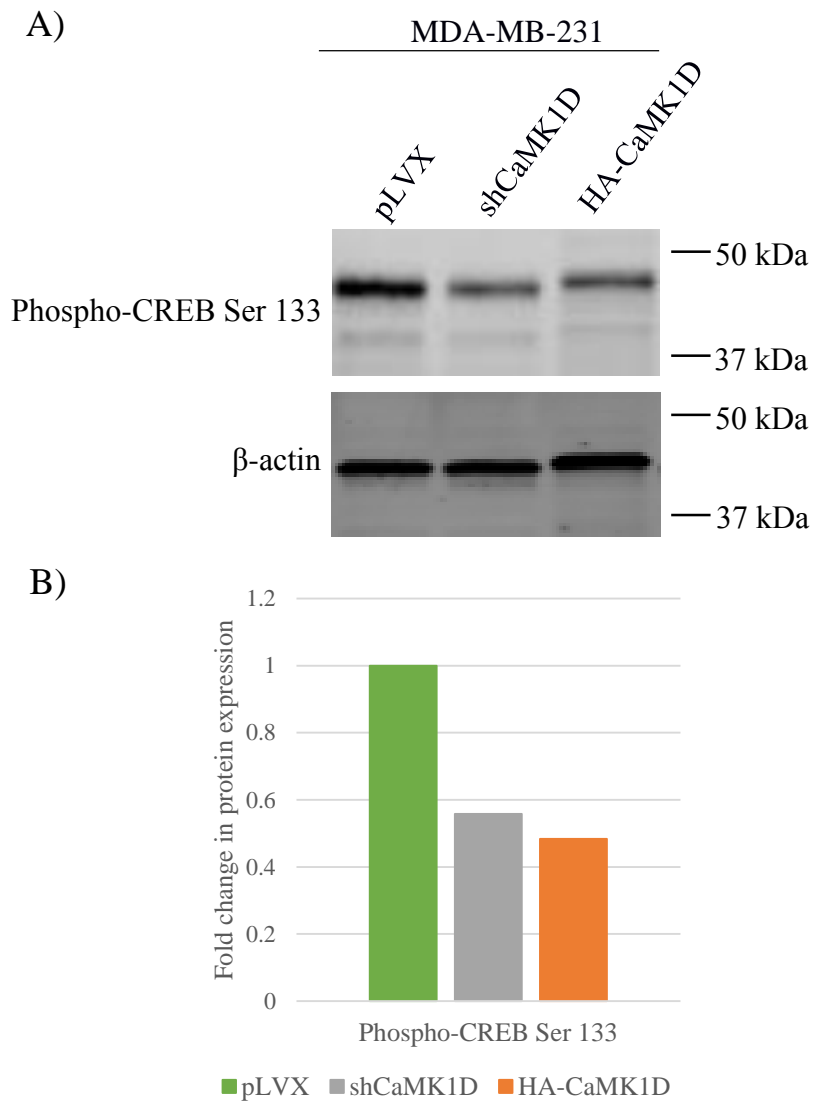 A)
MDA-MB-231
pLVX
shCaMK1D
HA-CaMK1D
Phospho-CREB Ser 133
50 kDa
37 kDa
β-actin
50 kDa
37 kDa
B)
Fold change in protein expression
1.2
1
0.8
0.6
0.4
0.2
0
Phospho-CREB Ser 133
pLVX shCaMK1D HA-CaMK1D